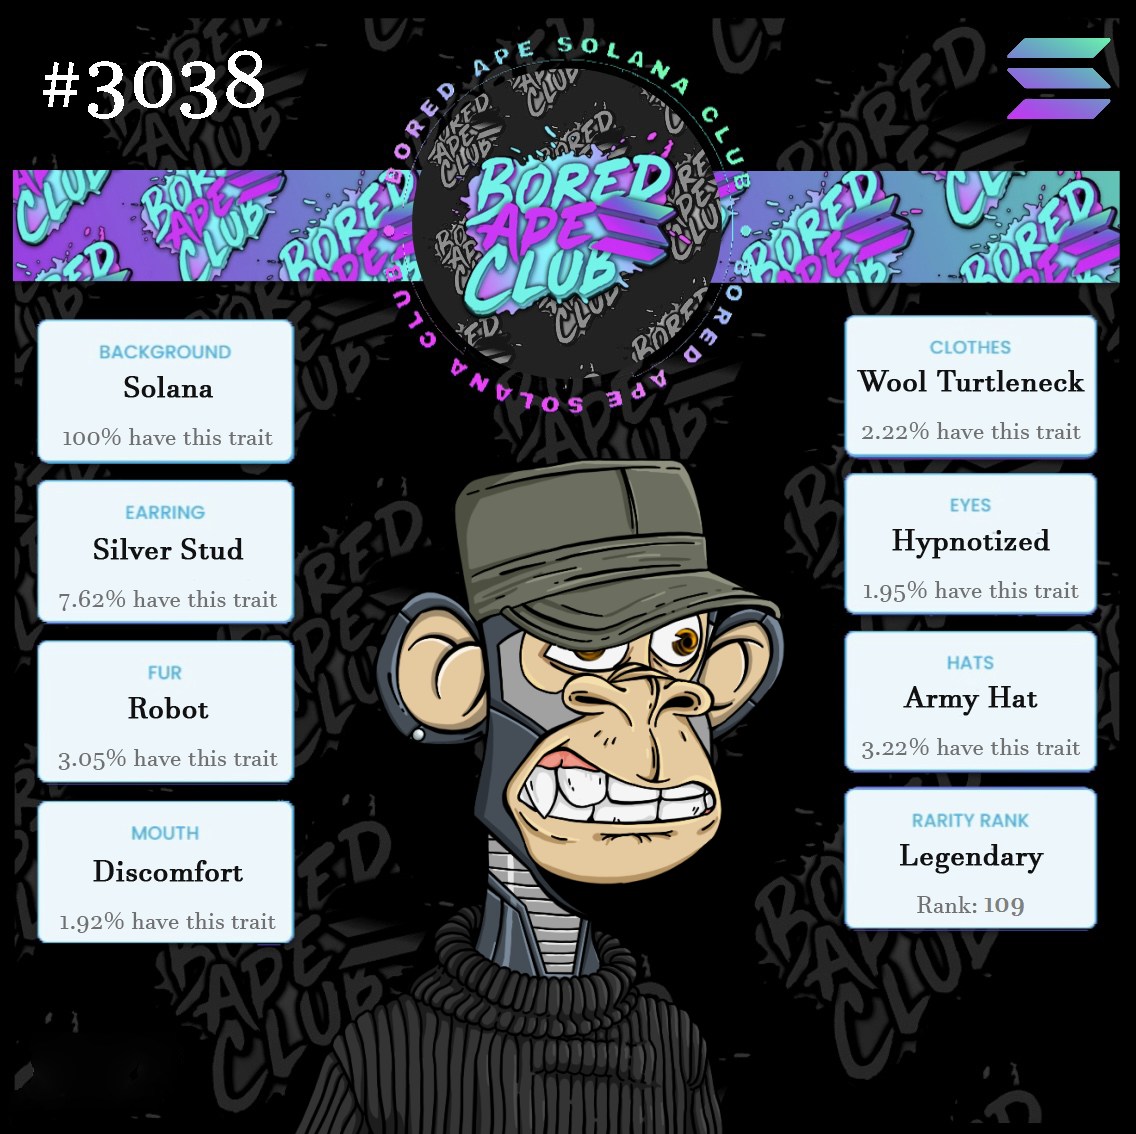 #3038
BORED APE SOLANA CLUB
BORED
APE
CLUB
BORED APE SOLANA CLUB
BACKGROUND
Solana
100% have this trait
EARRING
Silver Stud
7.62% have this trait
FUR
Robot
3.05% have this trait
MOUTH
Discomfort
1.92% have this trait
CLOTHES
Wool Turtleneck
2.22% have this trait
EYES
Hypnotized
1.95% have this trait
HATS
Army Hat
3.22% have this trait
RARITY RANK
Legendary
Rank: 109